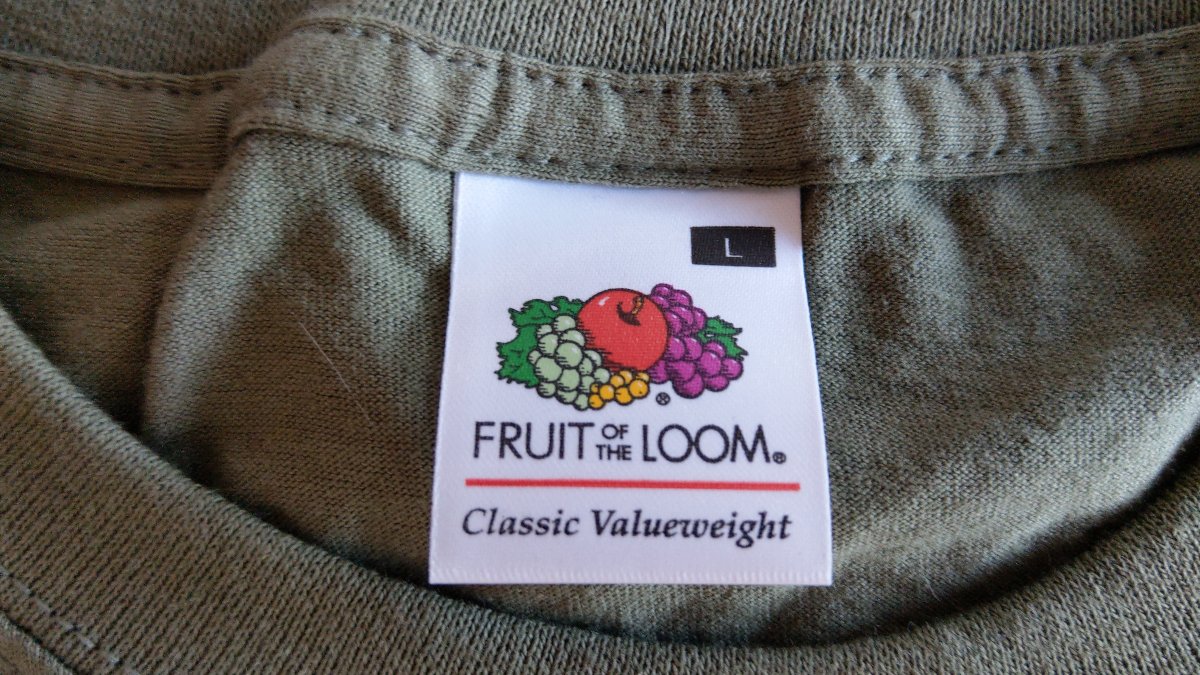 L
®
FRUIT OF THE LOOM®
Classic Valueweight